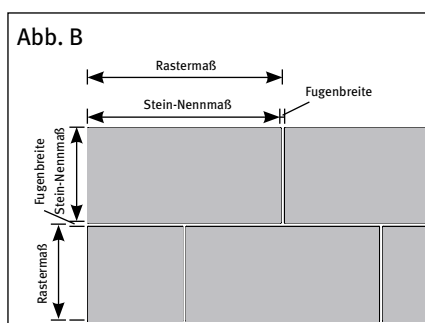 Abb. B
Rastermaß
Fugenbreite
Stein-Nennmaß
Fugenbreite
Stein-Nennmaß
Rastermaß